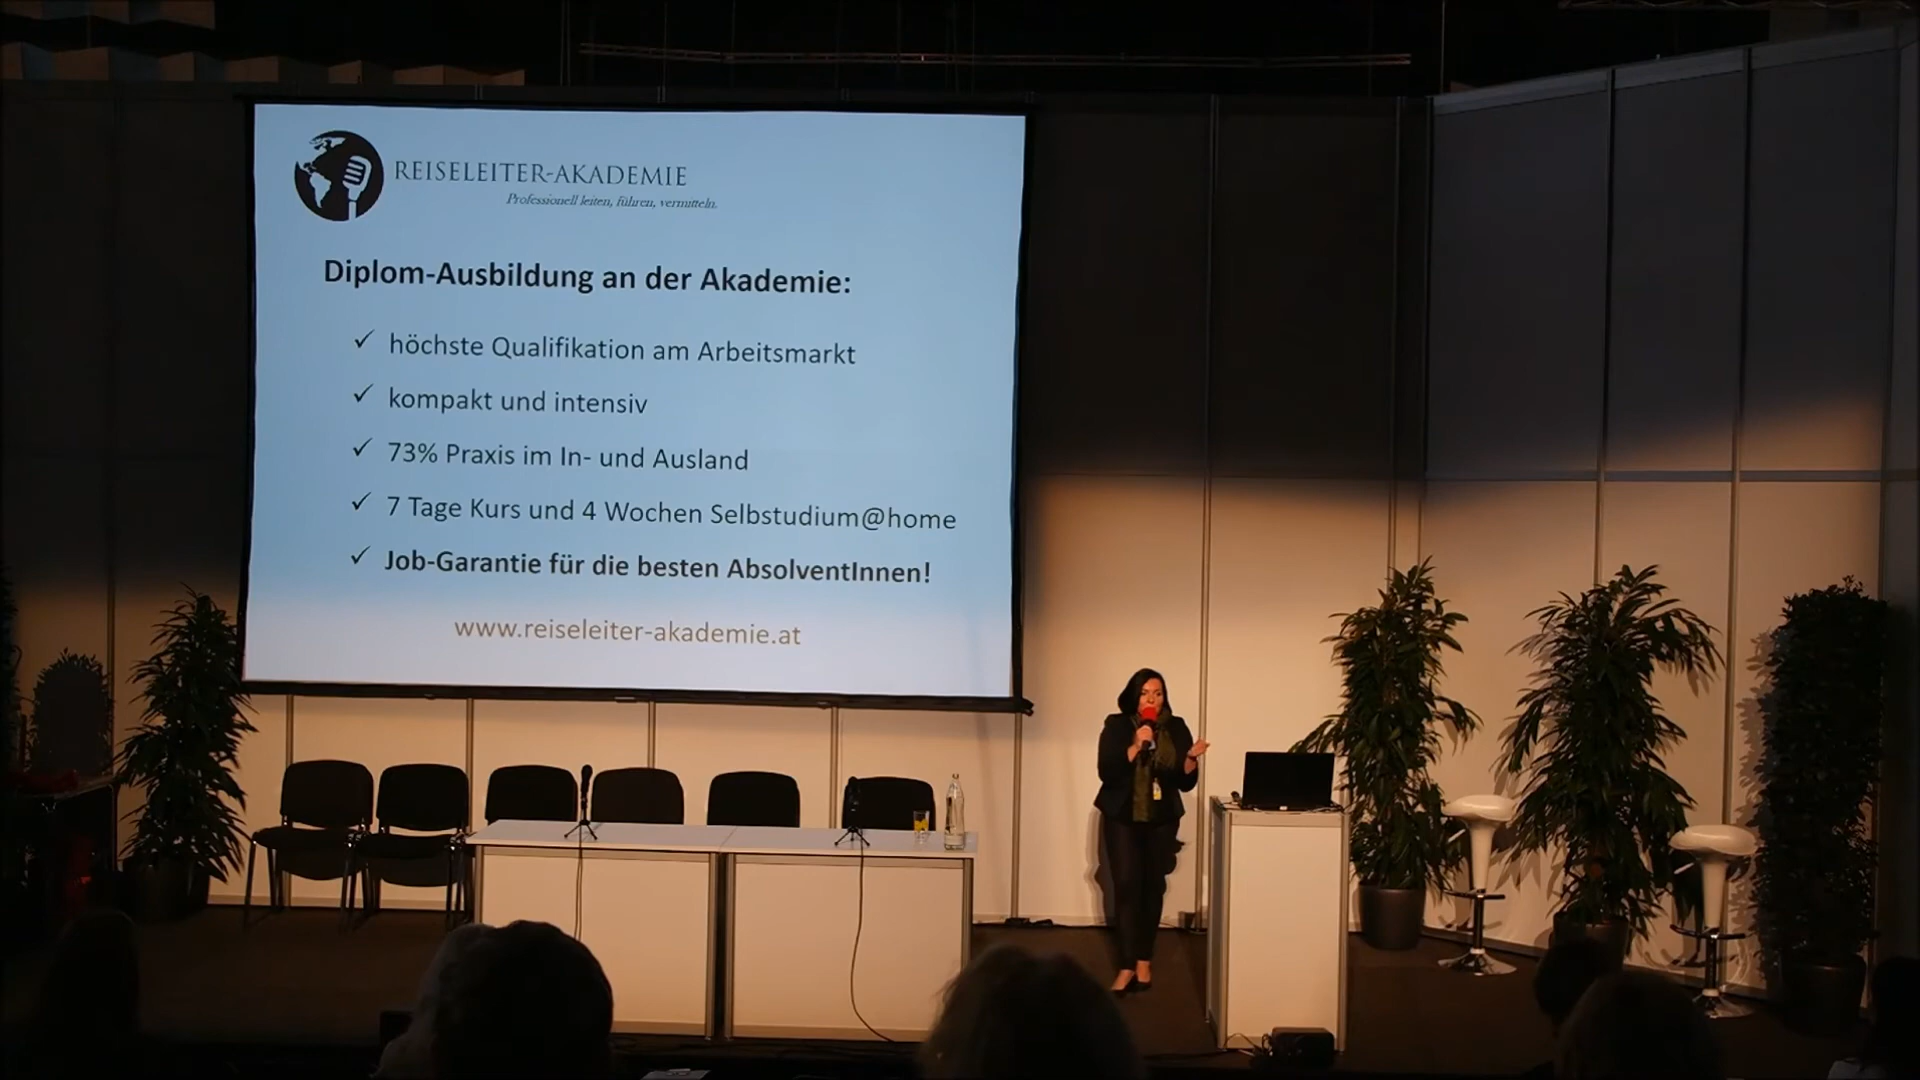 REISELEITER-AKADEMIE
Professionell leiten, führen, vermitteln.
Diplom-Ausbildung an der Akademie:
✓ höchste Qualifikation am Arbeitsmarkt
✓ kompakt und intensiv
✓ 73% Praxis im In- und Ausland
✓ 7 Tage Kurs und 4 Wochen Selbstudium@home
✓ Job-Garantie für die besten AbsolventInnen!
www.reiseleiter-akademie.at